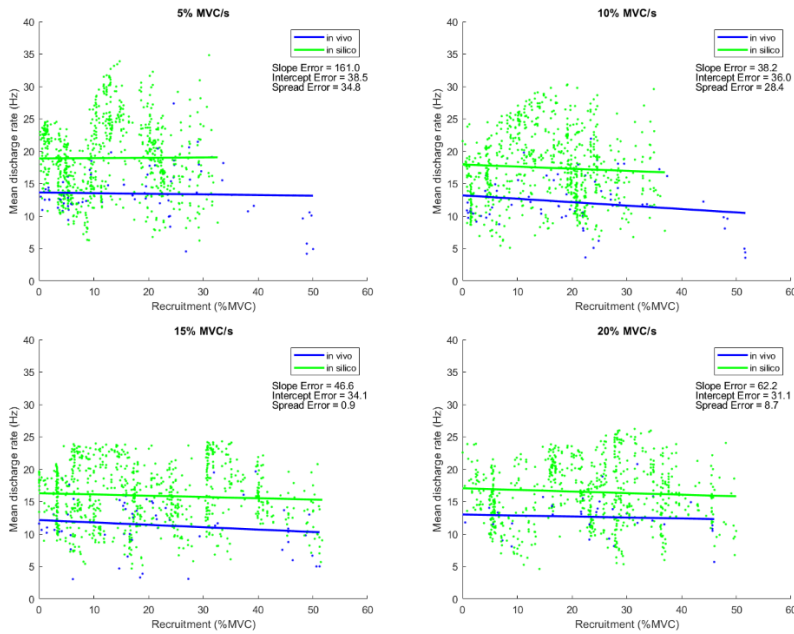 5% MVC/s
40
35
30
25
20
15
10
5
0
Mean discharge rate (Hz)
0 10 20 30 40 50 60
Recruitment (%MVC)
in vivo
in silico
Slope Error = 161.0
Intercept Error = 38.5
Spread Error = 34.8
10% MVC/s
40
35
30
25
20
15
10
5
0
Mean discharge rate (Hz)
0 10 20 30 40 50 60
Recruitment (%MVC)
in vivo
in silico
Slope Error = 38.2
Intercept Error = 36.0
Spread Error = 28.4
15% MVC/s
40
35
30
25
20
15
10
5
0
Mean discharge rate (Hz)
0 10 20 30 40 50 60
Recruitment (%MVC)
in vivo
in silico
Slope Error = 46.6
Intercept Error = 34.1
Spread Error = 0.9
20% MVC/s
40
35
30
25
20
15
10
5
0
Mean discharge rate (Hz)
0 10 20 30 40 50 60
Recruitment (%MVC)
in vivo
in silico
Slope Error = 62.2
Intercept Error = 31.1
Spread Error = 8.7